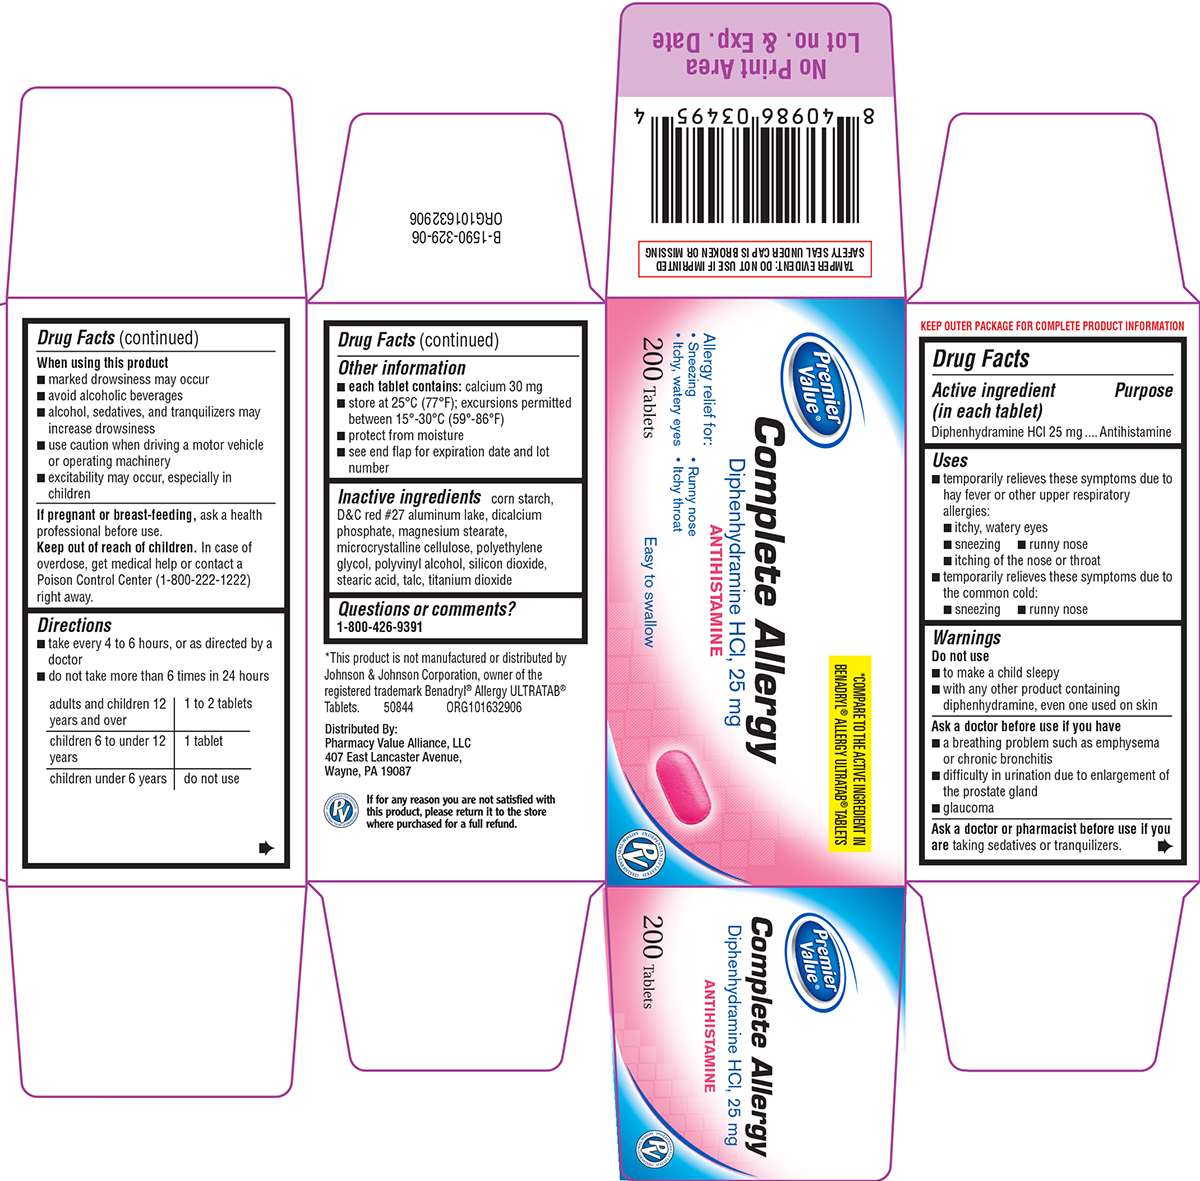 No Print Area
Lot no. & Exp. Date
8 40986 03495 4
TAMPER EVIDENT: DO NOT USE IF IMPRINTED
SAFETY SEAL UNDER CAP IS BROKEN OR MISSING
B-1590-329-06
ORG101632906
Drug Facts (continued)
When using this product
■ marked drowsiness may occur
■ avoid alcoholic beverages
■ alcohol, sedatives, and tranquilizers may
increase drowsiness
■ use caution when driving a motor vehicle
or operating machinery
■ excitability may occur, especially in
children
If pregnant or breast-feeding, ask a health
professional before use.
Keep out of reach of children. In case of
overdose, get medical help or contact a
Poison Control Center (1-800-222-1222)
right away.
Directions
■ take every 4 to 6 hours, or as directed by a
doctor
■ do not take more than 6 times in 24 hours
adults and children 12 1 to 2 tablets
years and over
children 6 to under 12 1 tablet
years
children under 6 years do not use
Drug Facts (continued)
Other information
■ each tablet contains: calcium 30 mg
■ store at 25°C (77°F); excursions permitted
between 15°-30°C (59°-86°F)
■ protect from moisture
■ see end flap for expiration date and lot
number
Inactive ingredients corn starch,
D&C red #27 aluminum lake, dicalcium
phosphate, magnesium stearate,
microcrystalline cellulose, polyethylene
glycol, polyvinyl alcohol, silicon dioxide,
stearic acid, talc, titanium dioxide
Questions or comments?
1-800-426-9391
*This product is not manufactured or distributed by
Johnson & Johnson Corporation, owner of the
registered trademark Benadryl® Allergy ULTRATAB®
Tablets. 50844 ORG101632906
Distributed By:
Pharmacy Value Alliance, LLC
407 East Lancaster Avenue,
Wayne, PA 19087
PV
If for any reason you are not satisfied with
this product, please return it to the store
where purchased for a full refund.
Premier
Value®
*COMPARE TO THE ACTIVE INGREDIENT IN
BENADRYL® ALLERGY ULTRATAB® TABLETS
Complete Allergy
Diphenhydramine HCl, 25 mg
ANTIHISTAMINE
Allergy relief for:
• Sneezing • Runny nose
• Itchy, watery eyes • Itchy throat
200 Tablets
Easy to swallow
PV
Premier
Value®
Complete Allergy
Diphenhydramine HCl, 25 mg
ANTIHISTAMINE
200 Tablets
PV
KEEP OUTER PACKAGE FOR COMPLETE PRODUCT INFORMATION
Drug Facts
Active ingredient Purpose
(in each tablet)
Diphenhydramine HCl 25 mg .... Antihistamine
Uses
■ temporarily relieves these symptoms due to
hay fever or other upper respiratory
allergies:
■ itchy, watery eyes
■ sneezing ■ runny nose
■ itching of the nose or throat
■ temporarily relieves these symptoms due to
the common cold:
■ sneezing ■ runny nose
Warnings
Do not use
■ to make a child sleepy
■ with any other product containing
diphenhydramine, even one used on skin
Ask a doctor before use if you have
■ a breathing problem such as emphysema
or chronic bronchitis
■ difficulty in urination due to enlargement of
the prostate gland
■ glaucoma
Ask a doctor or pharmacist before use if you
are taking sedatives or tranquilizers.